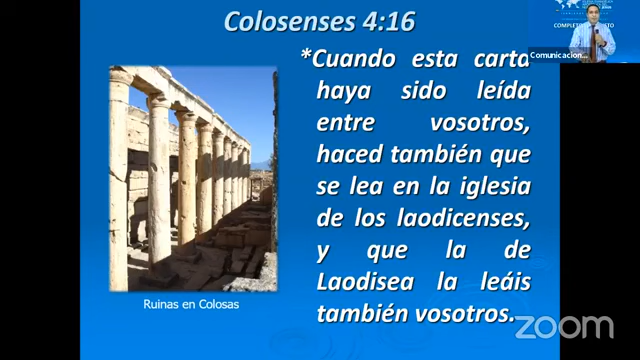 Colosenses 4:16
*Cuando esta carta
haya sido leída
entre vosotros,
haced también que
se lea en la iglesia
de los laodicenses,
y que la de
Laodisea la leáis
también vosotros.
Ruinas en Colosas
Comunicacion...
zoom